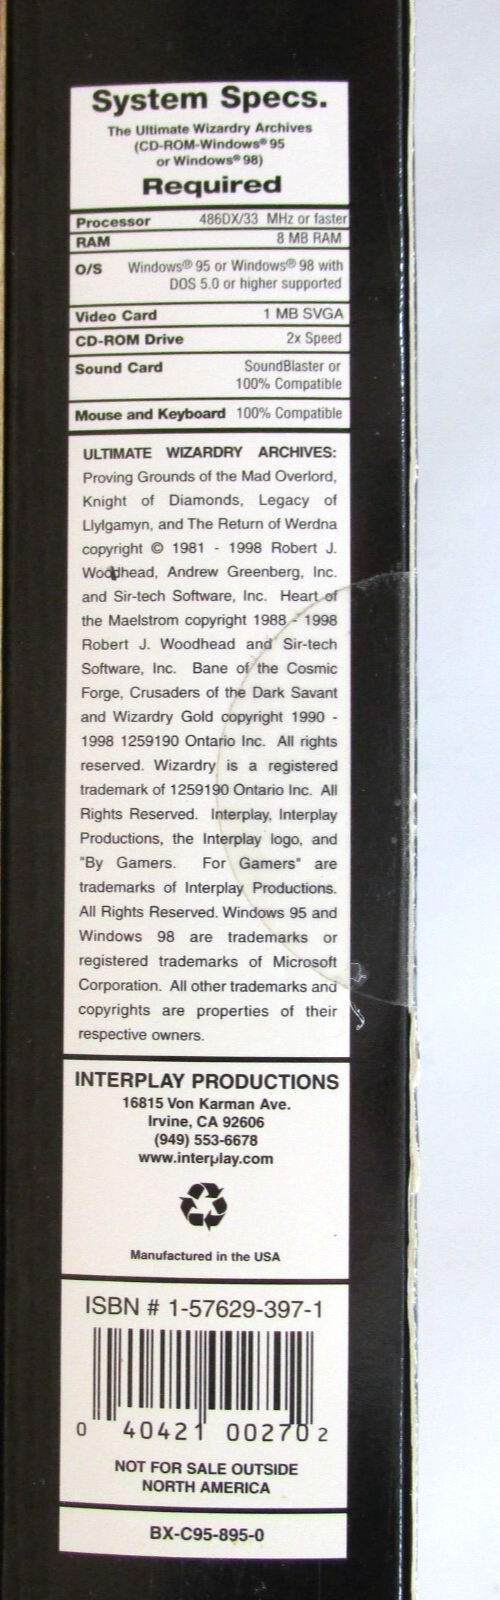 System Specs.
The Ultimate Wizardry Archives
(CD-ROM-Windows® 95
or Windows® 98)
Required
Processor 486DX/33 MHz or faster
RAM 8 MB RAM
O/S Windows® 95 or Windows® 98 with
DOS 5.0 or higher supported
Video Card 1 MB SVGA
CD-ROM Drive 2x Speed
Sound Card SoundBlaster or
100% Compatible
Mouse and Keyboard 100% Compatible
ULTIMATE WIZARDRY ARCHIVES:
Proving Grounds of the Mad Overlord,
Knight of Diamonds, Legacy of
Llylgamyn, and The Return of Werdna
copyright © 1981 - 1998 Robert J.
Woodhead, Andrew Greenberg, Inc.
and Sir-tech Software, Inc. Heart of
the Maelstrom copyright 1988 - 1998
Robert J. Woodhead and Sir-tech
Software, Inc. Bane of the Cosmic
Forge, Crusaders of the Dark Savant
and Wizardry Gold copyright 1990 -
1998 1259190 Ontario Inc. All rights
reserved. Wizardry is a registered
trademark of 1259190 Ontario Inc. All
Rights Reserved. Interplay, Interplay
Productions, the Interplay logo, and
"By Gamers. For Gamers" are
trademarks of Interplay Productions.
All Rights Reserved. Windows 95 and
Windows 98 are trademarks or
registered trademarks of Microsoft
Corporation. All other trademarks and
copyrights are properties of their
respective owners.
INTERPLAY PRODUCTIONS
16815 Von Karman Ave.
Irvine, CA 92606
(949) 553-6678
www.interplay.com
Manufactured in the USA
ISBN # 1-57629-397-1
0 40421 00270 2
NOT FOR SALE OUTSIDE
NORTH AMERICA
BX-C95-895-0